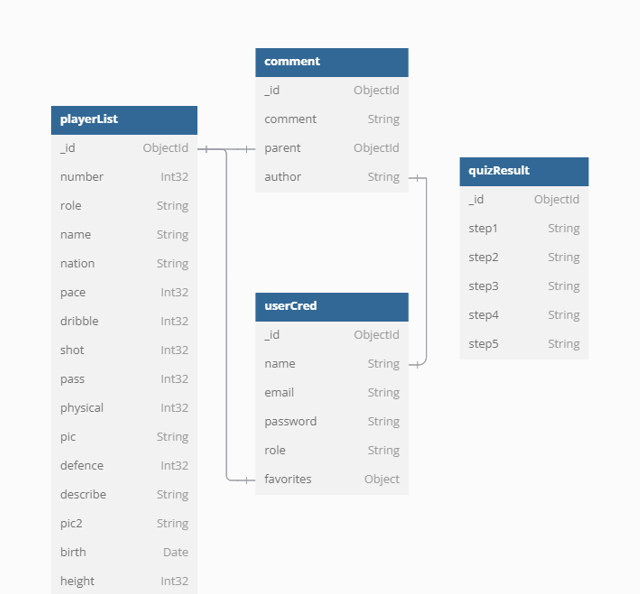 comment
_id ObjectId
comment String
parent ObjectId
author String
playerList
_id ObjectId
number Int32
role String
name String
nation String
pace Int32
dribble Int32
shot Int32
pass Int32
physical Int32
pic String
defence Int32
describe String
pic2 String
birth Date
height Int32
quizResult
_id ObjectId
step1 String
step2 String
step3 String
step4 String
step5 String
userCred
_id ObjectId
name String
email String
password String
role String
favorites Object